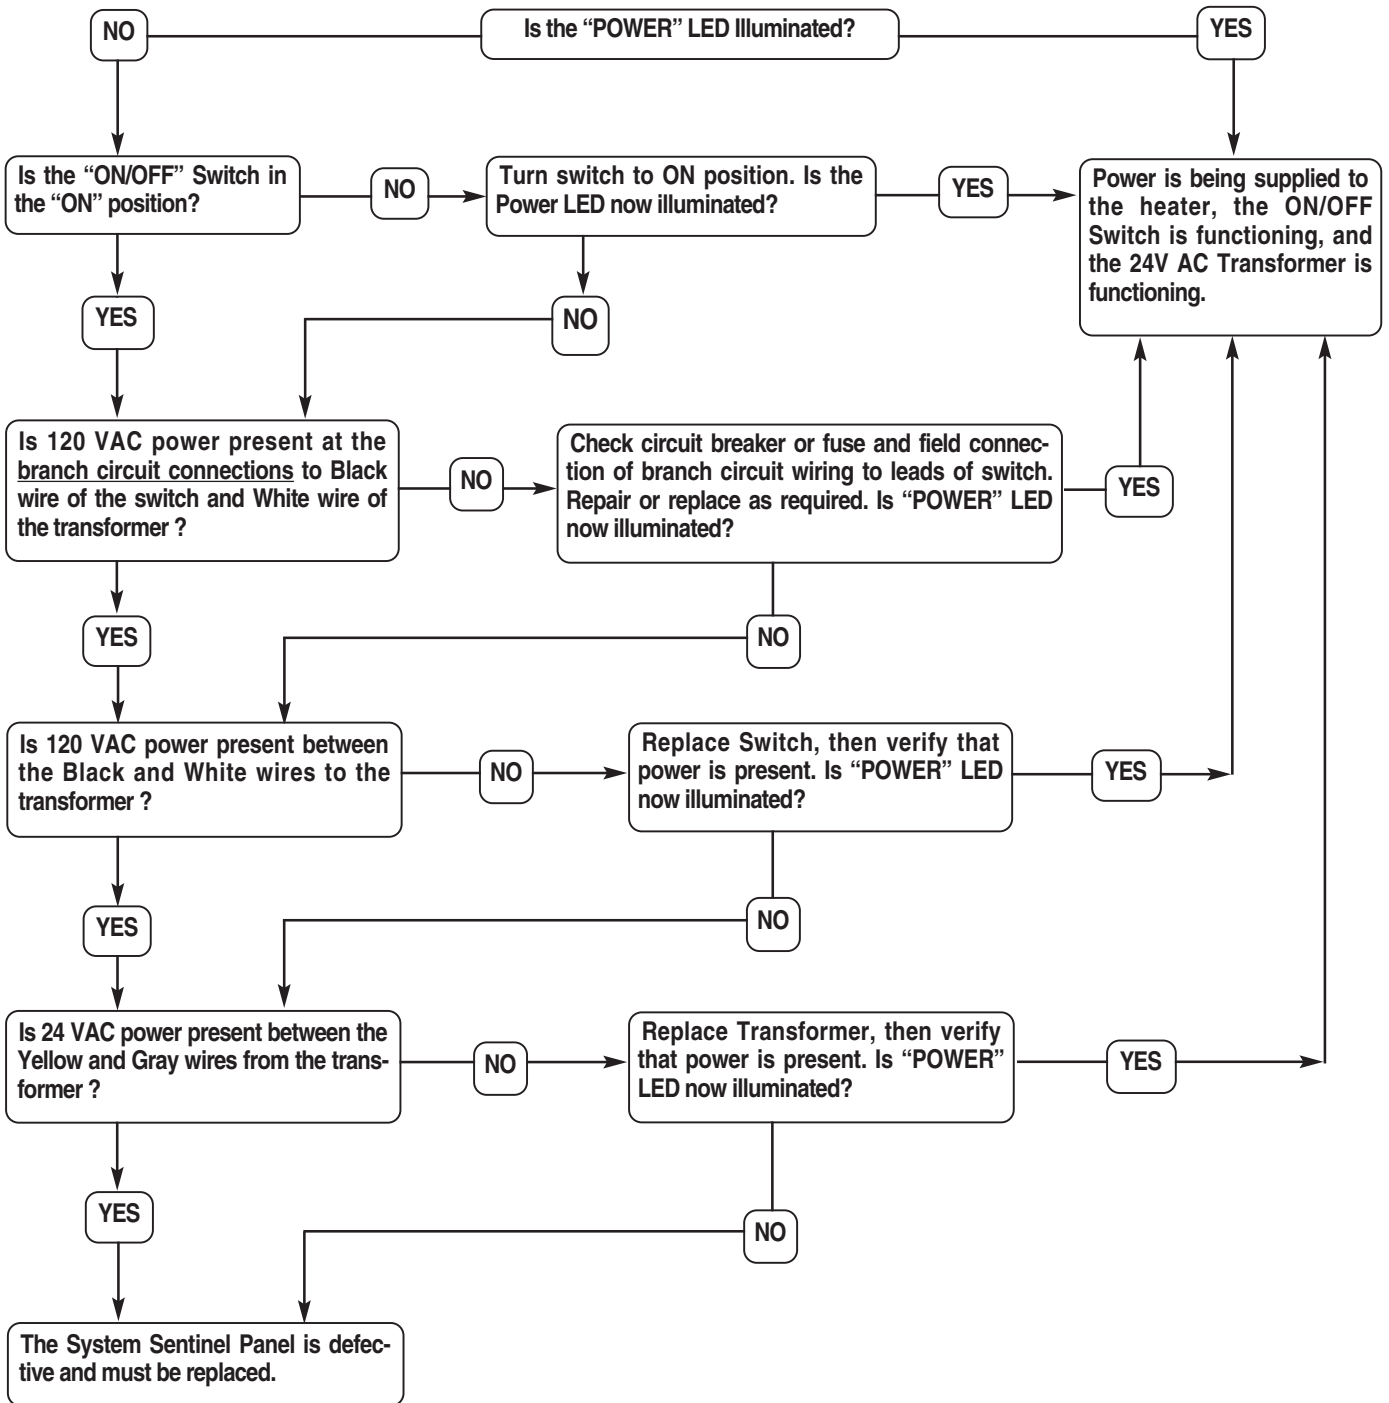 NO
Is the “POWER” LED Illuminated?
YES
Is the “ON/OFF” Switch in
the “ON” position?
NO
Turn switch to ON position. Is the
Power LED now illuminated?
YES
Power is being supplied to
the heater, the ON/OFF
Switch is functioning, and
the 24V AC Transformer is
functioning.
YES
NO
Is 120 VAC power present at the
branch circuit connections to Black
wire of the switch and White wire of
the transformer ?
NO
Check circuit breaker or fuse and field connec-
tion of branch circuit wiring to leads of switch.
Repair or replace as required. Is “POWER” LED
now illuminated?
YES
YES
NO
Is 120 VAC power present between
the Black and White wires to the
transformer ?
NO
Replace Switch, then verify that
power is present. Is “POWER” LED
now illuminated?
YES
YES
NO
Is 24 VAC power present between the
Yellow and Gray wires from the trans-
former ?
NO
Replace Transformer, then verify
that power is present. Is “POWER”
LED now illuminated?
YES
YES
NO
The System Sentinel Panel is defec-
tive and must be replaced.